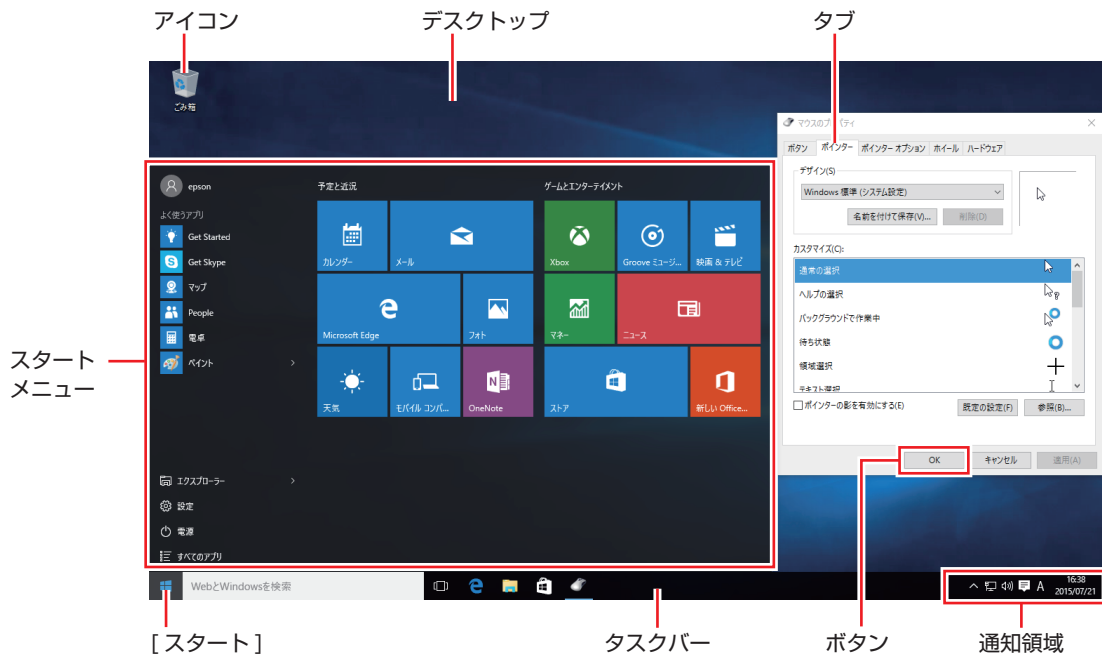 アイコン
デスクトップ
タブ
ごみ箱
マウスのプ
ティ
ボタン
ポインター
ポインター オプション
ホイール
ハードウェア
デザイン(S)
Windows 標準 (システム設定)
名前を付けて保存(V)...
削除(D)
カスタマイズ(C):
通常の選択
ヘルプの選択
バックグラウンドで作業中
待ち状態
領域選択
テキスト選択
ポインターの影を有効にする(E)
既定の設定(F)
参照(B)...
OK
キャンセル
適用(A)
スタート
メニュー
epson
よく使うアプリ
Get Started
Get Skype
マップ
People
電卓
ペイント
エクスプローラー
設定
電源
すべてのアプリ
予定と近況
カレンダー
メール
Microsoft Edge
フォト
天気
モバイル コンパ...
OneNote
ゲームとエンターテイメント
Xbox
Groove ミュージ...
映画 & テレビ
マネー
ニュース
ストア
新しい Office...
WebとWindowsを検索
A
16:38
2015/07/21
[ スタート ]
タスクバー
ボタン
通知領域